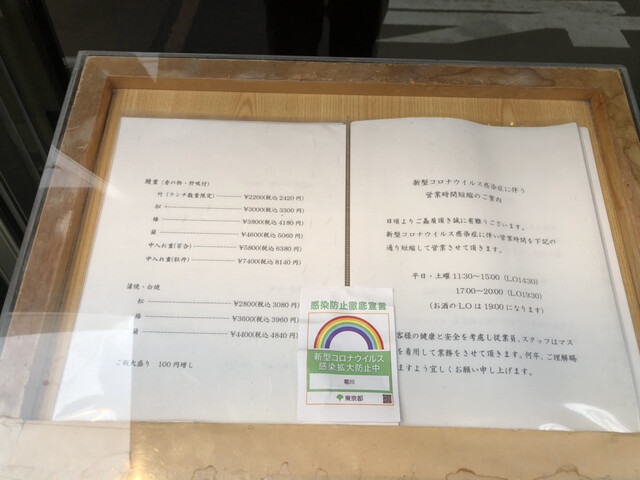 鰻重（香の物・肝吸付）
竹（ランチ数量限定） ¥2200(税込 2420 円)
松 ¥3000(税込 3300 円)
椿 ¥3800(税込 4180 円)
菊 ¥4600(税込 5060 円)
中入れ重(百合) ¥5800(税込 6380 円)
中入れ重(牡丹) ¥7400(税込 8140 円)
蒲焼・白焼
松 ¥2800(税込 3080 円)
椿 ¥3600(税込 3960 円)
菊 ¥4400(税込 4840 円)
ご飯大盛り 100 円増し
新型コロナウイルス感染症に伴う
営業時間短縮のご案内
日頃よりご贔屓頂き誠に有難うございます。
新型コロナウイルス感染症に伴い営業時間を下記の
通り短縮して営業させて頂きます。
平日・土曜 11:30～15:00 (L.O14:30)
17:00～20:00 (L.O19:30)
(お酒の L.O は 19:00 になります)
客様の健康と安全を考慮し従業員、スタッフはマス
を着用して業務をさせて頂きます。何卒、ご理解賜
ますよう宜しくお願い申し上げます。
感染防止徹底宣言
新型コロナウイルス
感染拡大防止中
菊川
東京都